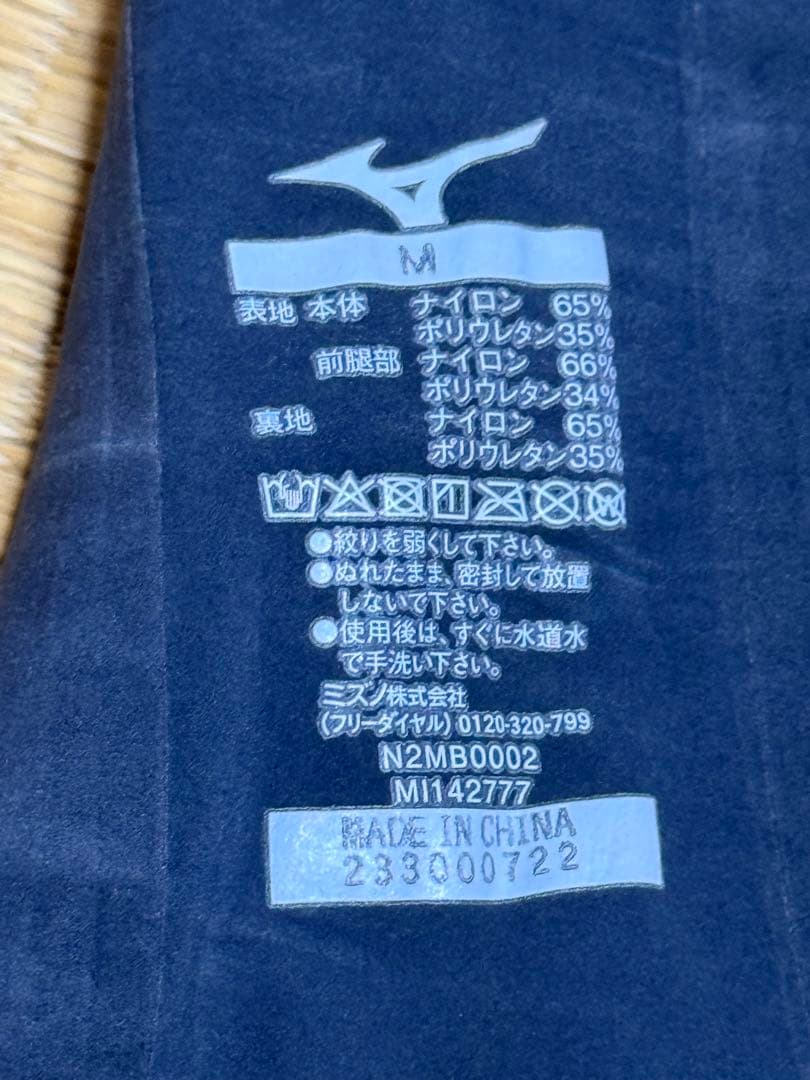 M
表地 本体 ナイロン 65%
ポリウレタン35%
前腿部 ナイロン 66%
ポリウレタン34%
裏地 ナイロン 65%
ポリウレタン35%
●絞りを弱くして下さい。
●ぬれたまま、密封して放置
しないで下さい。
●使用後は、すぐに水道水
で手洗い下さい。
ミズノ株式会社
(フリーダイヤル) 0120-320-799
N2MB0002
MI142777
MADE IN CHINA
233000722